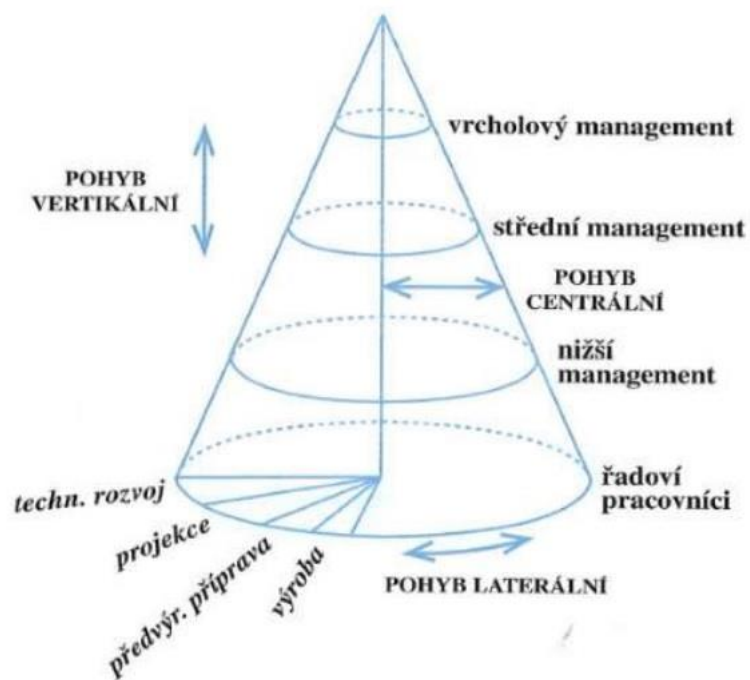 vrcholový management
POHYB
VERTIKÁLNÍ
střední management
POHYB
CENTRÁLNÍ
nižší
management
techn. rozvoj
projekce
předvýr. příprava
výroba
řadoví
pracovníci
POHYB LATERÁLNÍ